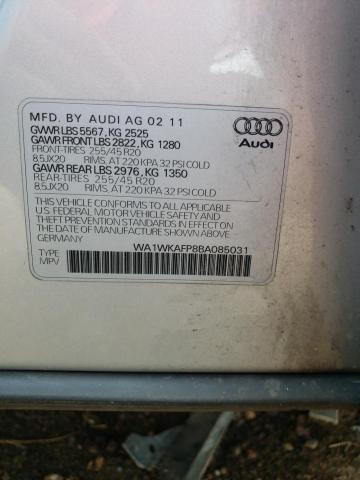 MFD. BY AUDI AG 02 11
GWWR LBS 5567, KG 2525
GAWR FRONT LBS 2822, KG 1280
FRONT-TIRES 255/45 R20
8.5JX20 RIMS, AT 220 KPA 32 PSI COLD
GAWR REAR LBS 2976, KG 1350
REAR-TIRES 255/45 R20
8.5JX20 RIMS, AT 220 KPA 32 PSI COLD
THIS VEHICLE CONFORMS TO ALL APPLICABLE
U.S. FEDERAL MOTOR VEHICLE SAFETY AND
THEFT PREVENTION STANDARDS IN EFFECT ON
THE DATE OF MANUFACTURE SHOWN ABOVE.
GERMANY
WA1WKAFP8BA085031
TYPE
MPV
Audi